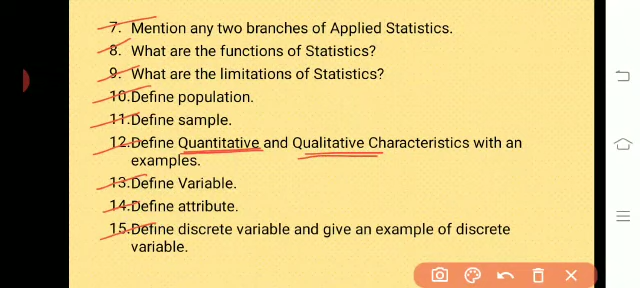 7. Mention any two branches of Applied Statistics.
8. What are the functions of Statistics?
9. What are the limitations of Statistics?
10.Define population.
11.Define sample.
12.Define Quantitative and Qualitative Characteristics with an
examples.
13.Define Variable.
14.Define attribute.
15.Define discrete variable and give an example of discrete
variable.